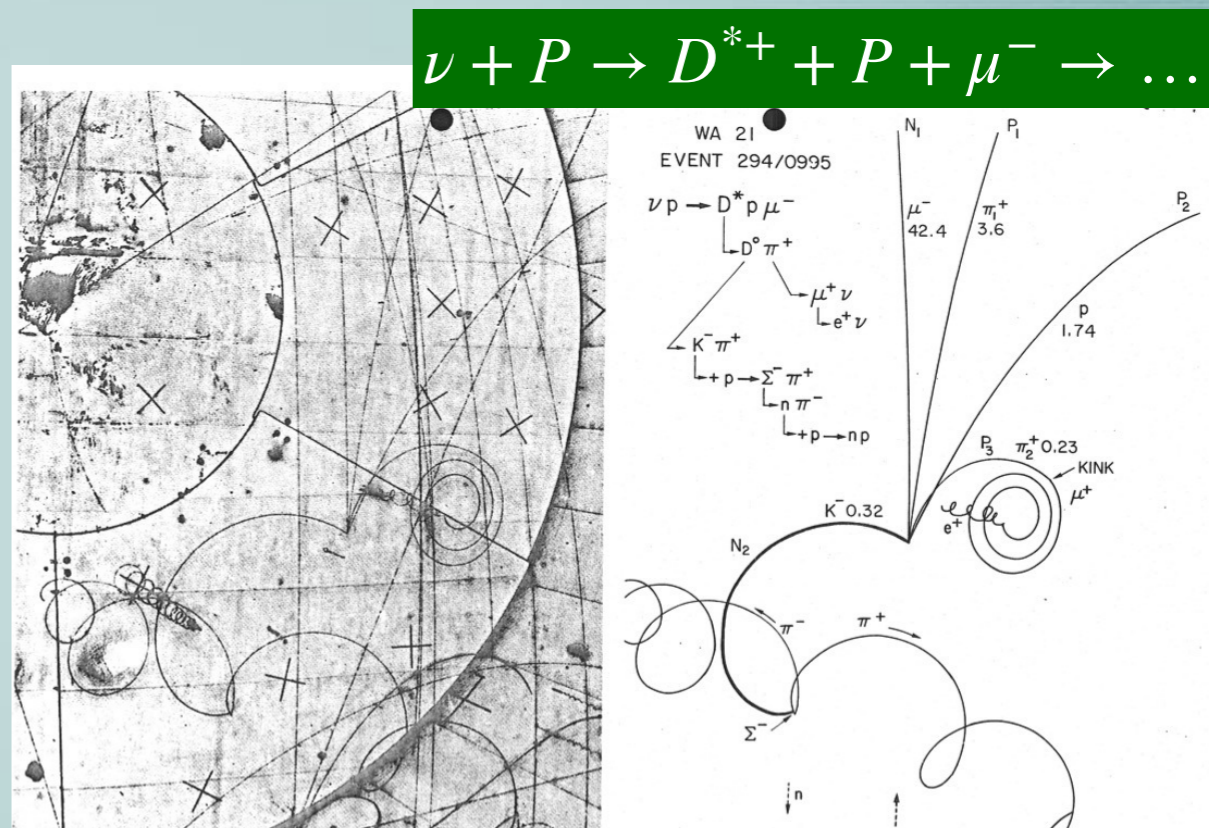 ν + P → D*+ + P + μ− → …
WA 21
EVENT 294/0995
νp → D* p μ−
D° π+
μ+ ν
e+ ν
K− π+
+p → Σ− π+
n π−
+p → np
N1
P1
P2
μ−
42.4
π1+
3.6
p
1.74
P3 π2+ 0.23
KINK
μ+
e+
K− 0.32
N2
π−
π+
Σ−
n